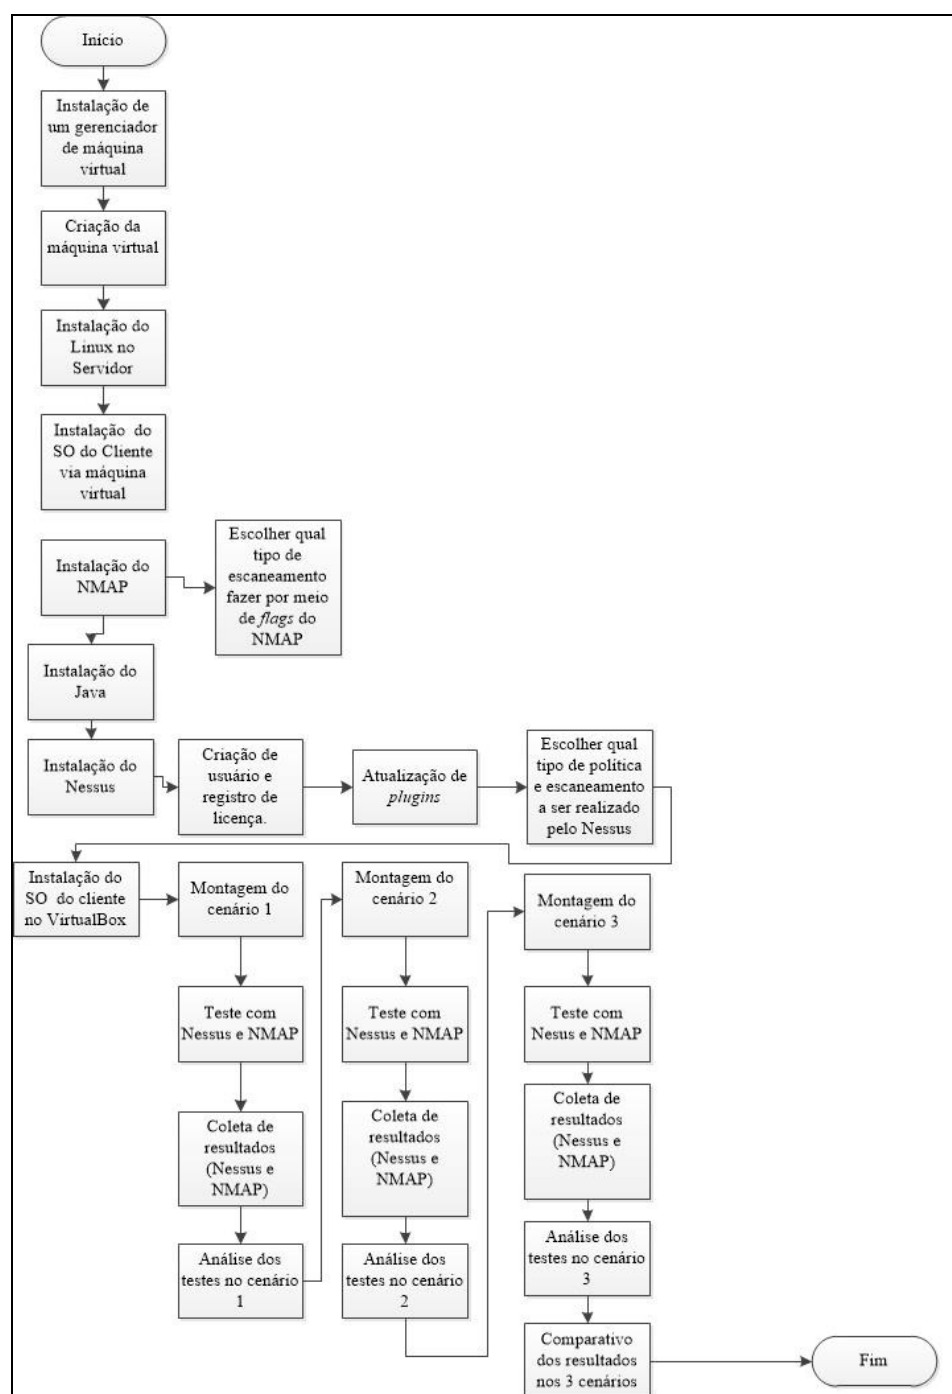 Início
Instalação de
um gerenciador
de máquina
virtual
Criação da
máquina virtual
Instalação do
Linux no
Servidor
Instalação do
SO do Cliente
via máquina
virtual
Instalação do
NMAP
Escolher qual
tipo de
escaneamento
fazer por meio
de flags do
NMAP
Instalação do
Java
Instalação do
Nessus
Criação de
usuário e
registro de
licença.
Atualização de
plugins
Escolher qual
tipo de política
e escaneamento
a ser realizado
pelo Nessus
Instalação do
SO do cliente
no VirtualBox
Montagem do
cenário 1
Teste com
Nessus e NMAP
Coleta de
resultados
(Nessus e
NMAP)
Análise dos
testes no cenário
1
Montagem do
cenário 2
Teste com
Nessus e NMAP
Coleta de
resultados
(Nessus e
NMAP)
Análise dos
testes no cenário
2
Montagem do
cenário 3
Teste com
Nesus e NMAP
Coleta de
resultados
(Nessus e
NMAP)
Análise dos
testes no cenário
3
Comparativo
dos resultados
nos 3 cenários
Fim